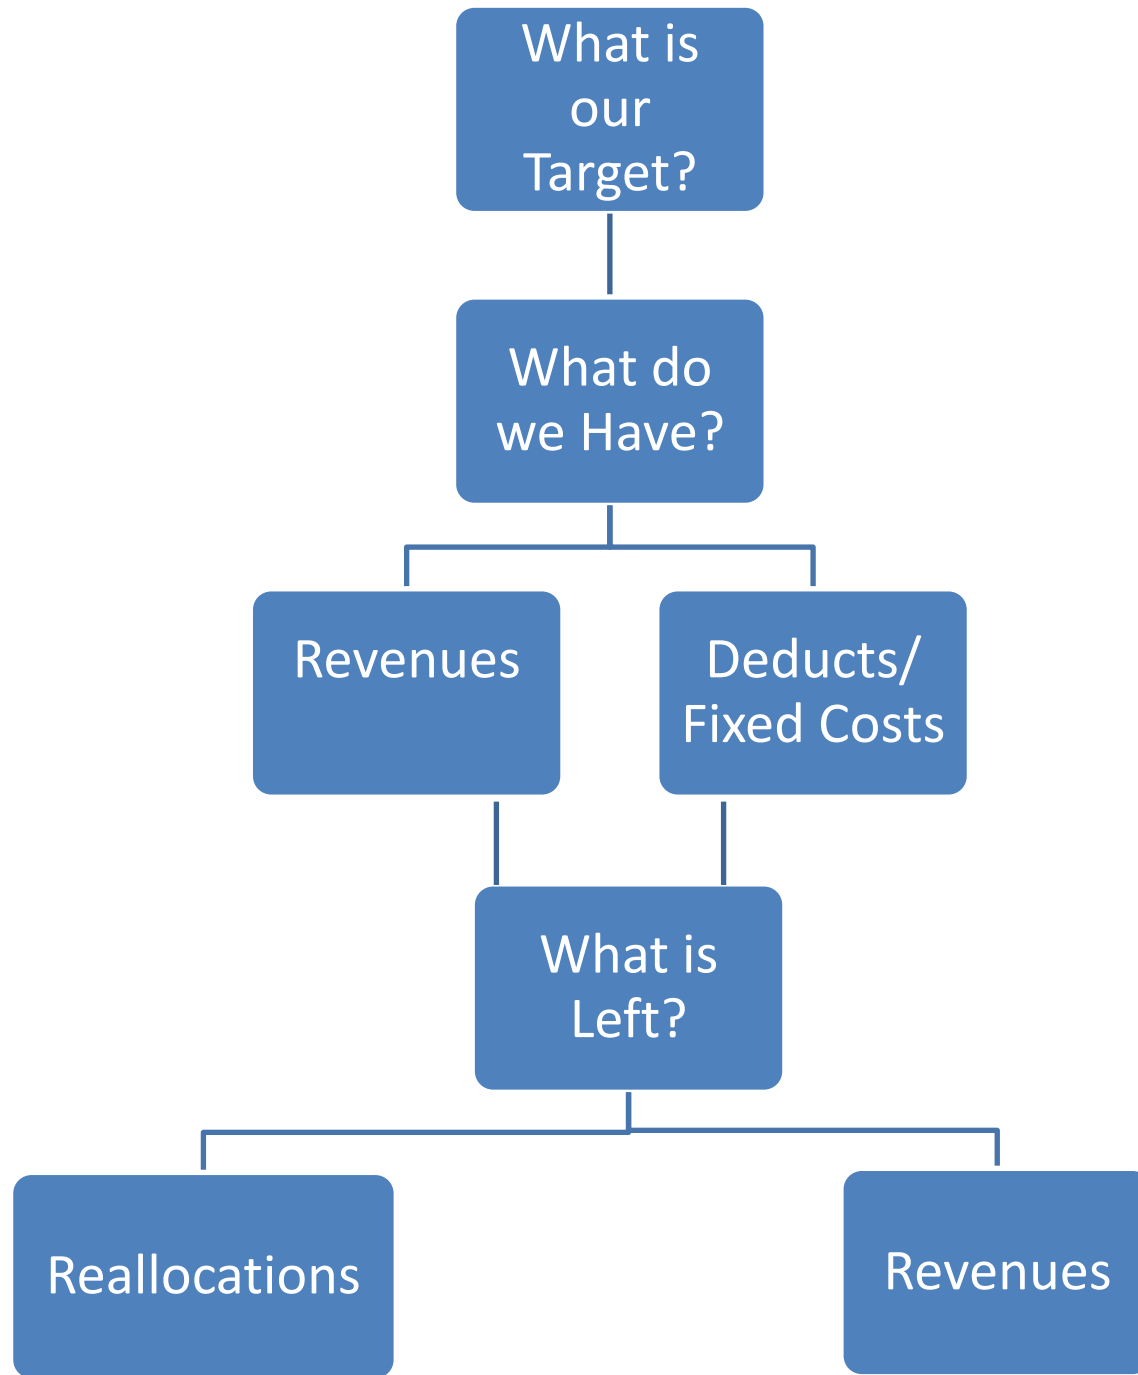 What is
our
Target?
What do
we Have?
Revenues
Deducts/
Fixed Costs
What is
Left?
Reallocations
Revenues